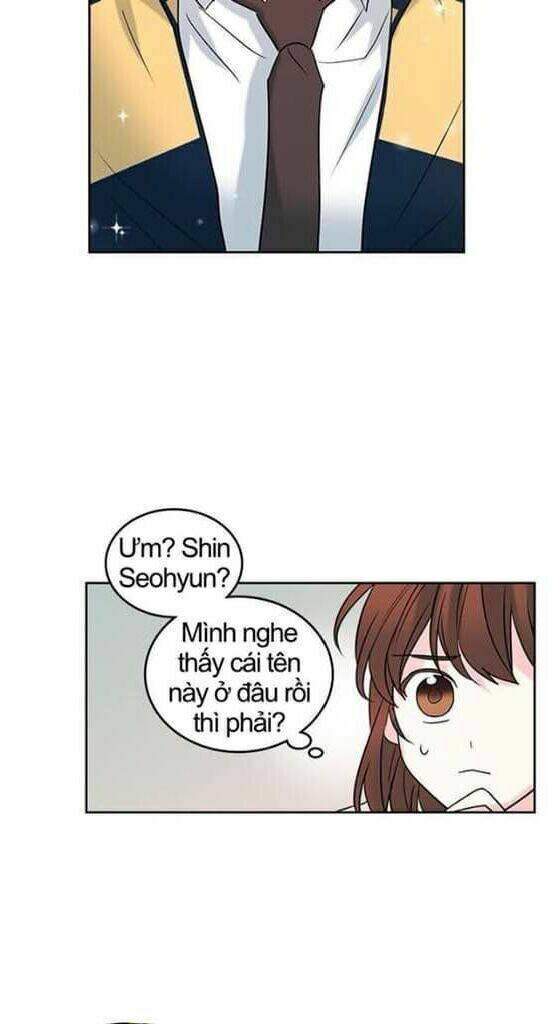 Ưm? Shin
Seohyun?
Mình nghe
thấy cái tên
này ở đâu rồi
thì phải?